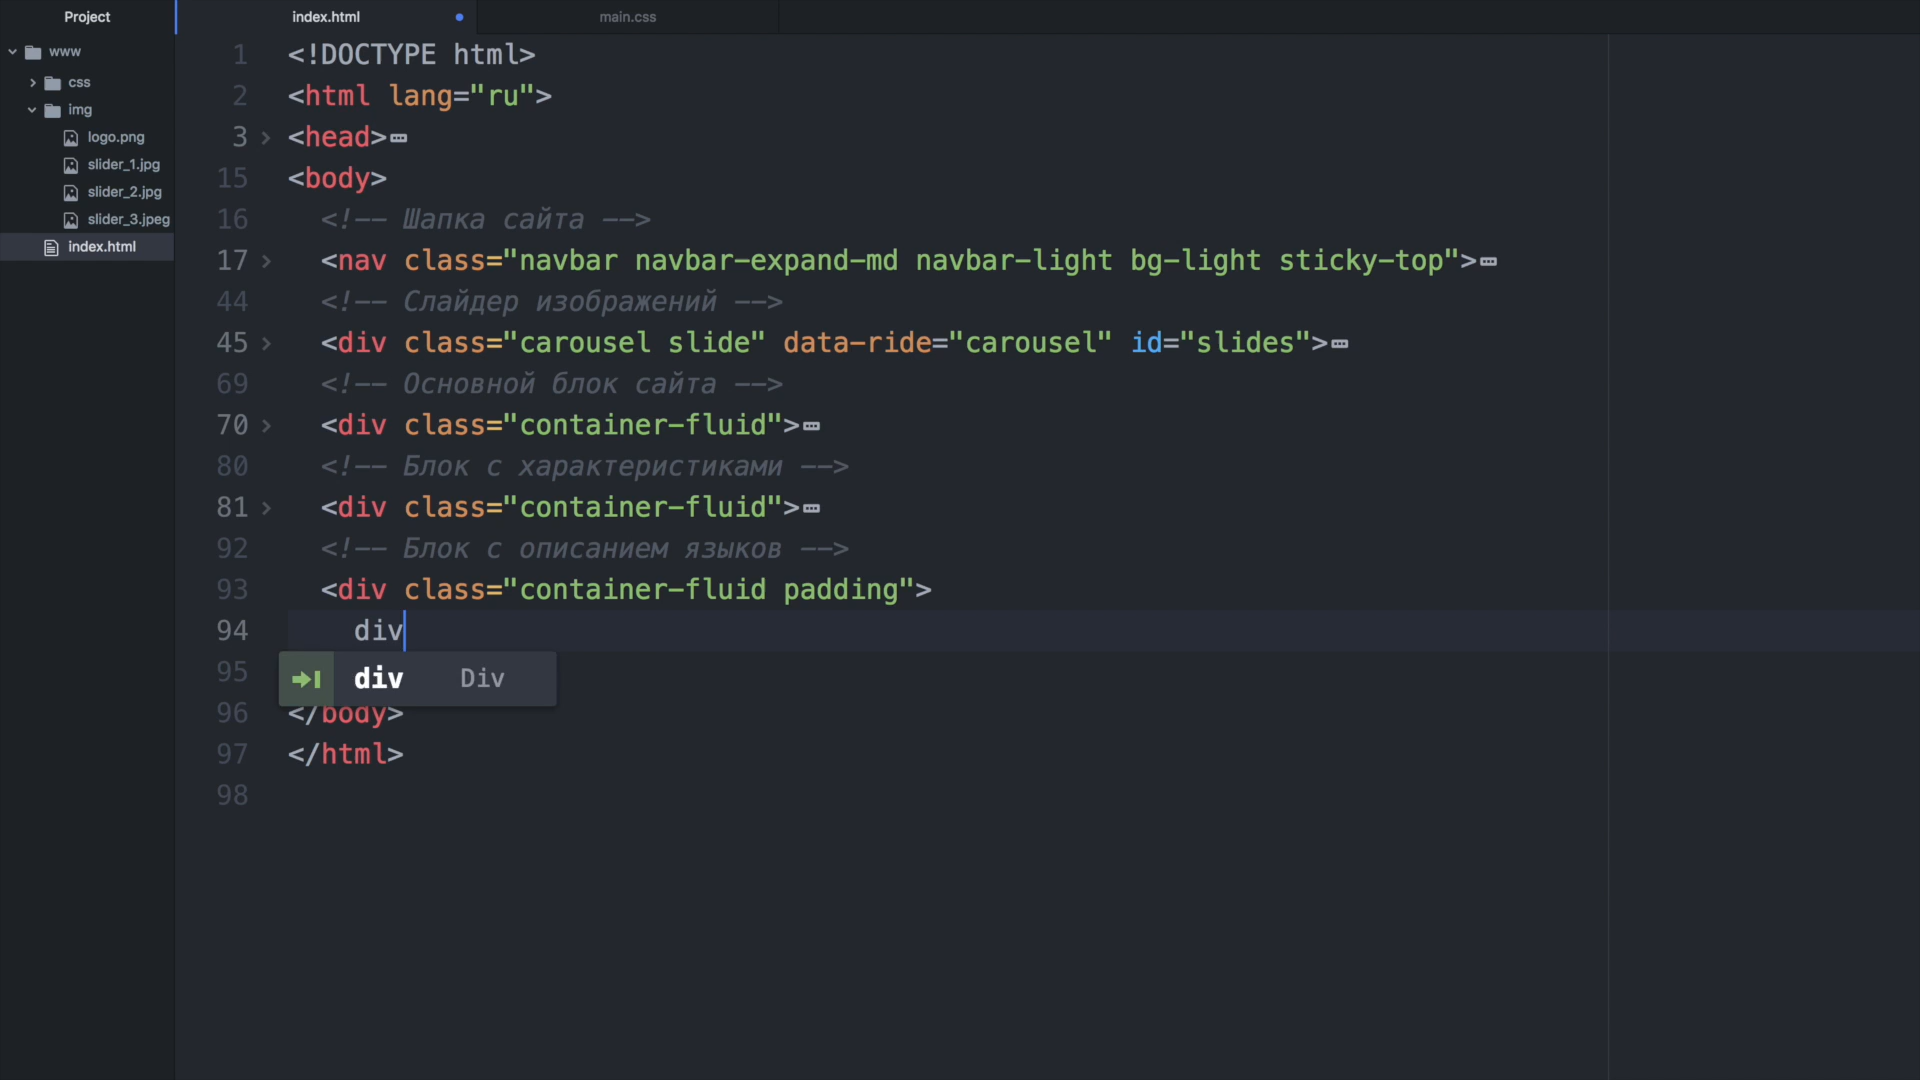 Project
index.html
main.css
www
css
img
logo.png
slider_1.jpg
slider_2.jpg
slider_3.jpeg
index.html
1 <!DOCTYPE html>
2 <html lang="ru">
3 <head>
15 <body>
16 <!-- Шапка сайта -->
17 <nav class="navbar navbar-expand-md navbar-light bg-light sticky-top">
44 <!-- Слайдер изображений -->
45 <div class="carousel slide" data-ride="carousel" id="slides">
69 <!-- Основной блок сайта -->
70 <div class="container-fluid">
80 <!-- Блок с характеристиками -->
81 <div class="container-fluid">
92 <!-- Блок с описанием языков -->
93 <div class="container-fluid padding">
94 div
95
div Div
96 </body>
97 </html>
98